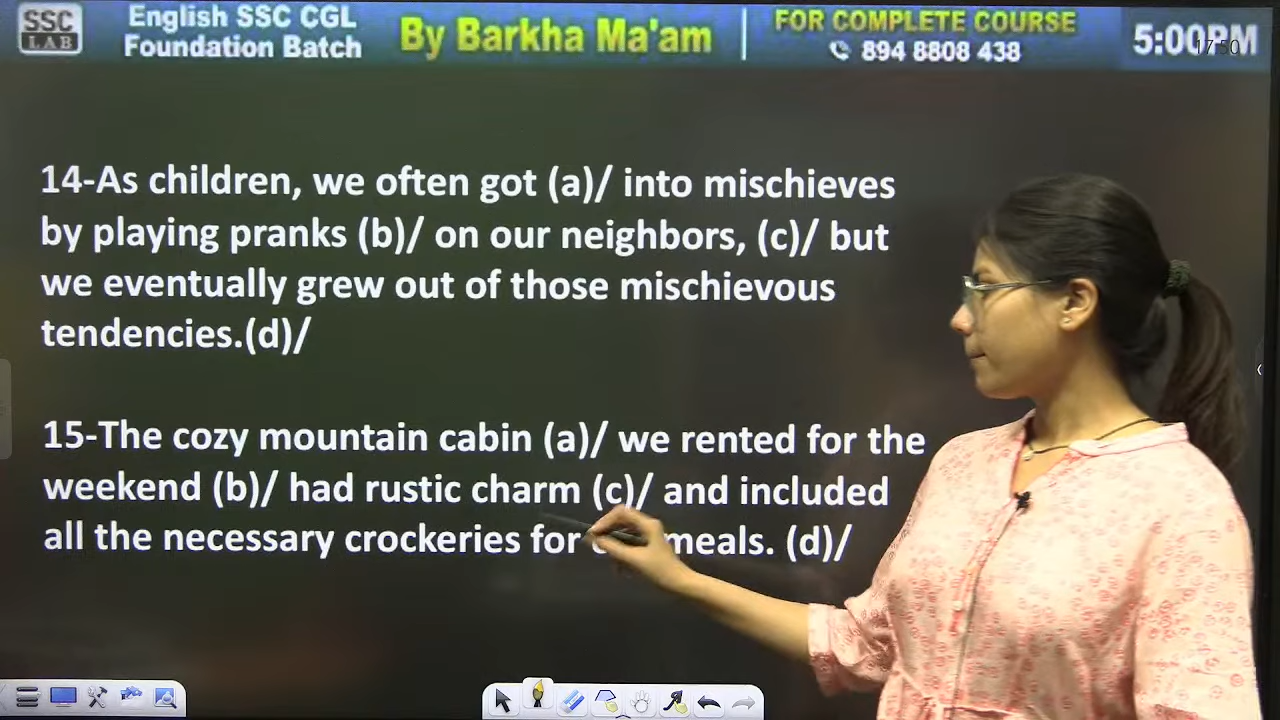 SSC
LAB
English SSC CGL
Foundation Batch
By Barkha Ma'am
FOR COMPLETE COURSE
894 8808 438
5:00PM
17:50
14-As children, we often got (a)/ into mischieves
by playing pranks (b)/ on our neighbors, (c)/ but
we eventually grew out of those mischievous
tendencies.(d)/
15-The cozy mountain cabin (a)/ we rented for the
weekend (b)/ had rustic charm (c)/ and included
all the necessary crockeries for meals. (d)/